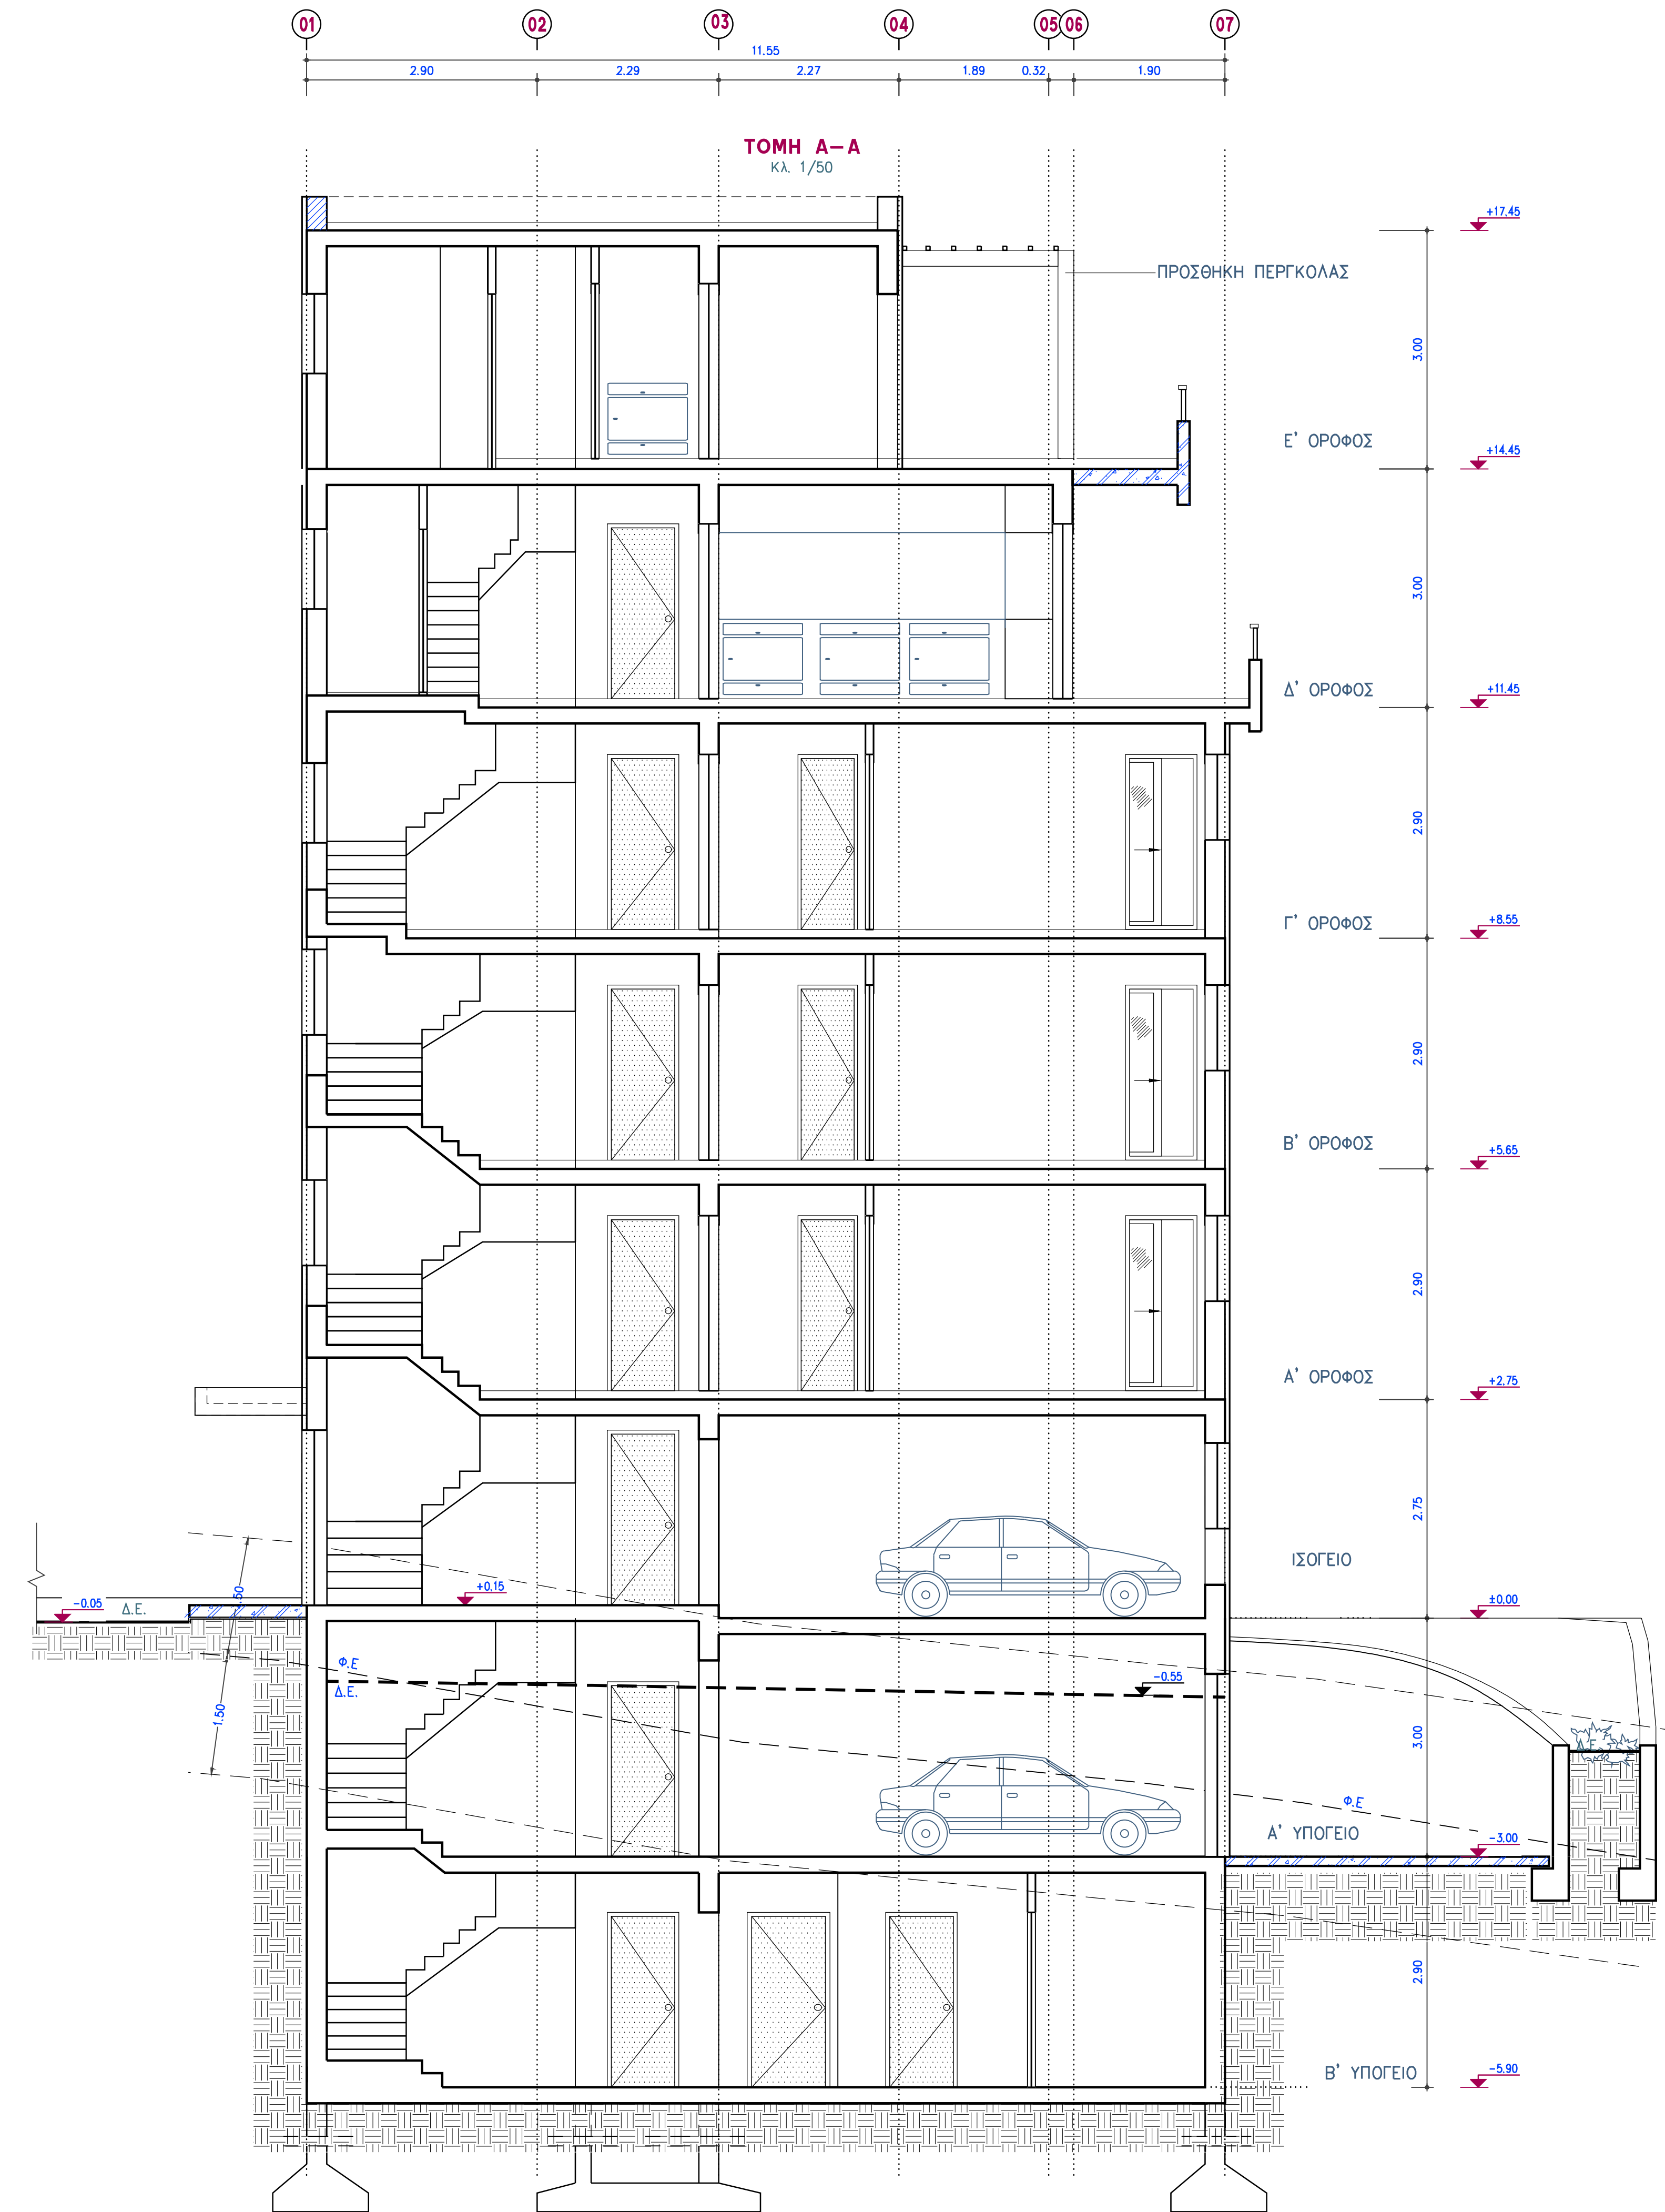 01 02 03 04 05 06 07
11.55
2.90 2.29 2.27 1.89 0.32 1.90
ΤΟΜΗ Α-Α
Κλ. 1/50
+17.45
ΠΡΟΣΘΗΚΗ ΠΕΡΓΚΟΛΑΣ
3.00
Ε' ΟΡΟΦΟΣ
+14.45
3.00
Δ' ΟΡΟΦΟΣ
+11.45
2.90
Γ' ΟΡΟΦΟΣ
+8.55
2.90
Β' ΟΡΟΦΟΣ
+5.65
2.90
Α' ΟΡΟΦΟΣ
+2.75
2.75
ΙΣΟΓΕΙΟ
+0.15
-0.05
Δ.Ε.
±0.00
Φ.Ε
Δ.Ε.
-0.55
1.50
3.00
Δ.Ε.
Φ.Ε
Α' ΥΠΟΓΕΙΟ
-3.00
2.90
Β' ΥΠΟΓΕΙΟ
-5.90